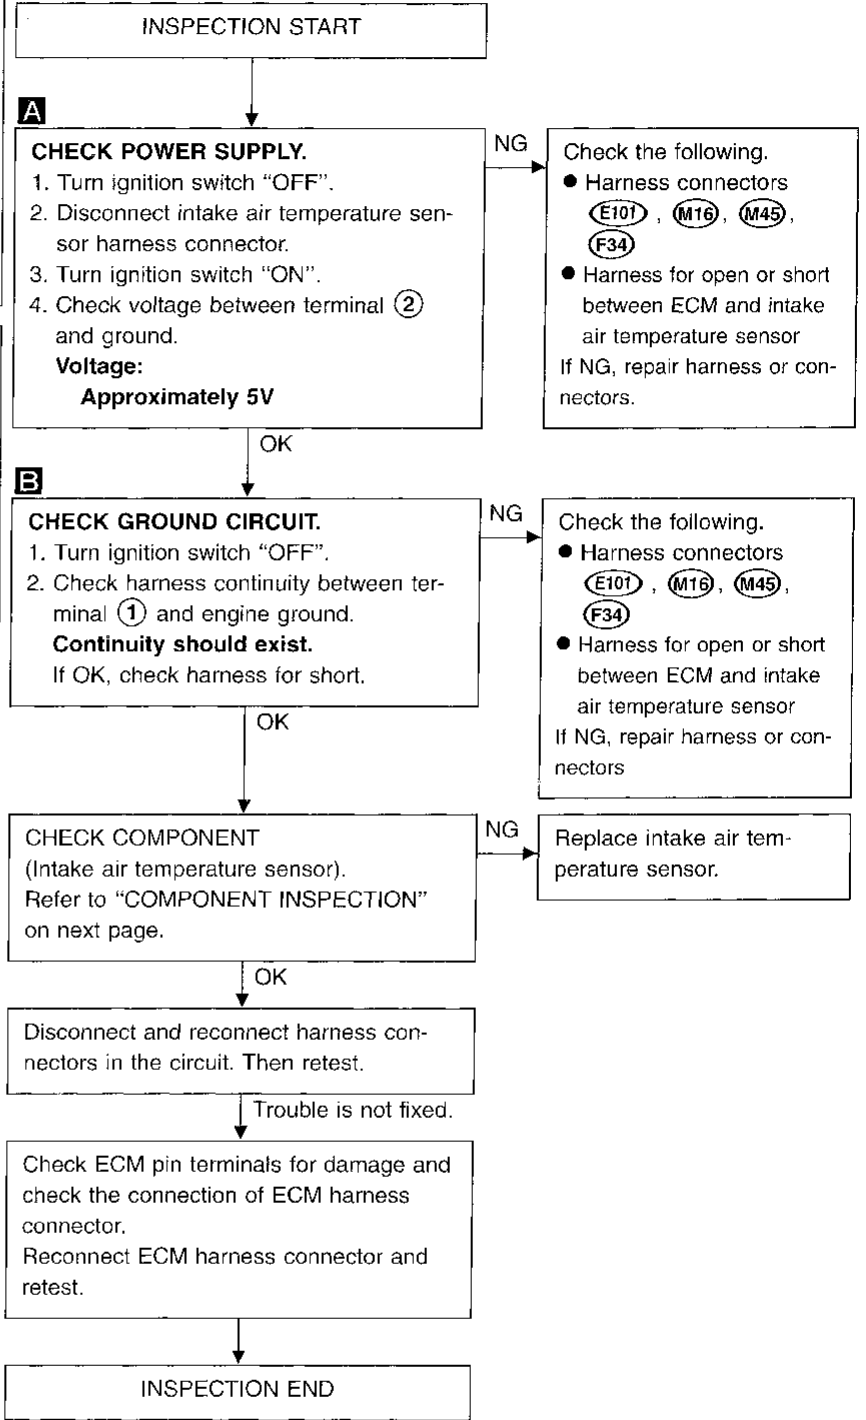 INSPECTION START
A
CHECK POWER SUPPLY.
1. Turn ignition switch “OFF”.
2. Disconnect intake air temperature sen-
sor harness connector.
3. Turn ignition switch “ON”.
4. Check voltage between terminal ②
and ground.
Voltage:
Approximately 5V
NG
Check the following.
● Harness connectors
E101 , M16 , M45 ,
F34
● Harness for open or short
between ECM and intake
air temperature sensor
If NG, repair harness or con-
nectors.
OK
B
CHECK GROUND CIRCUIT.
1. Turn ignition switch “OFF”.
2. Check harness continuity between ter-
minal ① and engine ground.
Continuity should exist.
If OK, check harness for short.
NG
Check the following.
● Harness connectors
E101 , M16 , M45 ,
F34
● Harness for open or short
between ECM and intake
air temperature sensor
If NG, repair harness or con-
nectors
OK
CHECK COMPONENT
(Intake air temperature sensor).
Refer to “COMPONENT INSPECTION”
on next page.
NG
Replace intake air tem-
perature sensor.
OK
Disconnect and reconnect harness con-
nectors in the circuit. Then retest.
Trouble is not fixed.
Check ECM pin terminals for damage and
check the connection of ECM harness
connector.
Reconnect ECM harness connector and
retest.
INSPECTION END